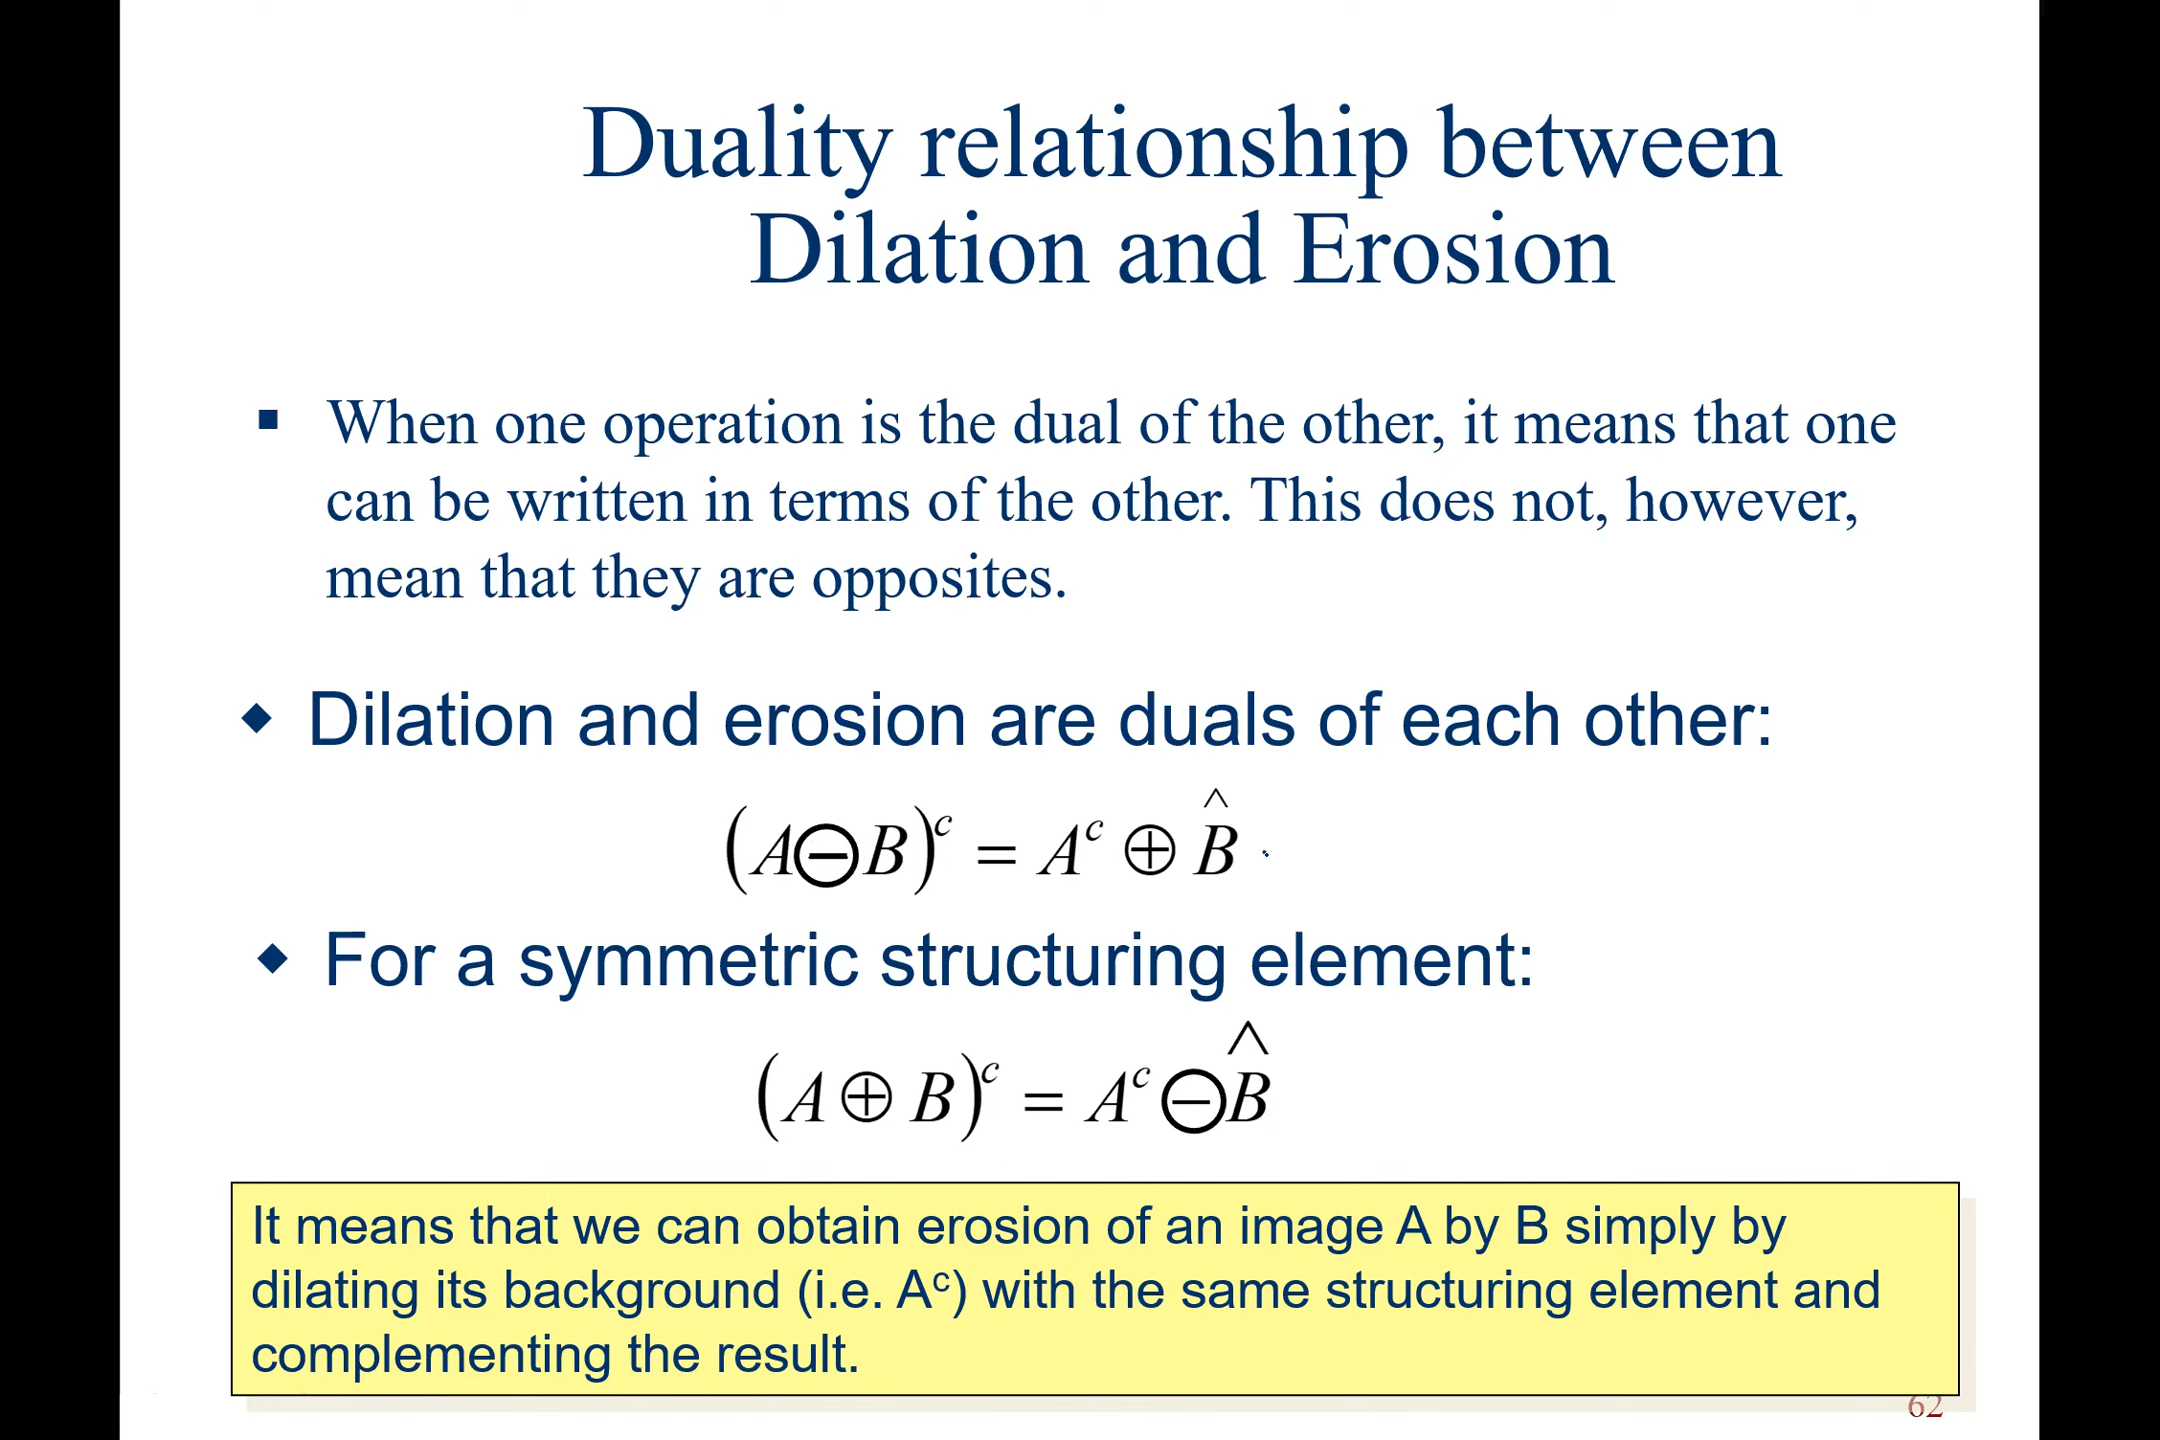 Duality relationship between
Dilation and Erosion
▪ When one operation is the dual of the other, it means that one
can be written in terms of the other. This does not, however,
mean that they are opposites.
◆ Dilation and erosion are duals of each other:
(A⊖B)ᶜ = Aᶜ ⊕ B̂
◆ For a symmetric structuring element:
(A ⊕ B)ᶜ = Aᶜ⊖B̂
It means that we can obtain erosion of an image A by B simply by
dilating its background (i.e. Aᶜ) with the same structuring element and
complementing the result.
62